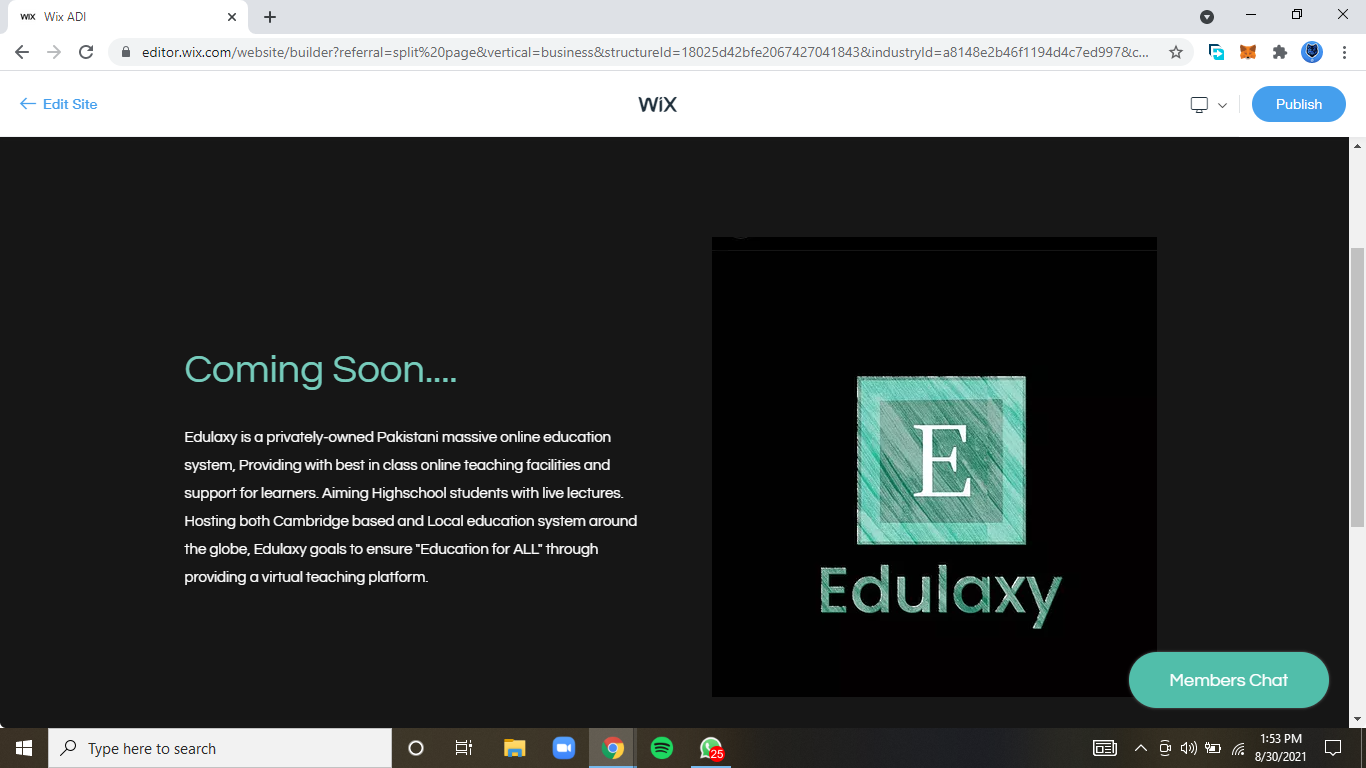 WiX Wix ADI
editor.wix.com/website/builder?referral=split%20page&vertical=business&structureId=18025d42bfe2067427041843&industryId=a8148e2b46f1194d4c7ed997&c...
Edit Site
WiX
Publish
Coming Soon....
Edulaxy is a privately-owned Pakistani massive online education
system, Providing with best in class online teaching facilities and
support for learners. Aiming Highschool students with live lectures.
Hosting both Cambridge based and Local education system around
the globe, Edulaxy goals to ensure "Education for ALL" through
providing a virtual teaching platform.
E
Edulaxy
Members Chat
Type here to search
25
1:53 PM
8/30/2021